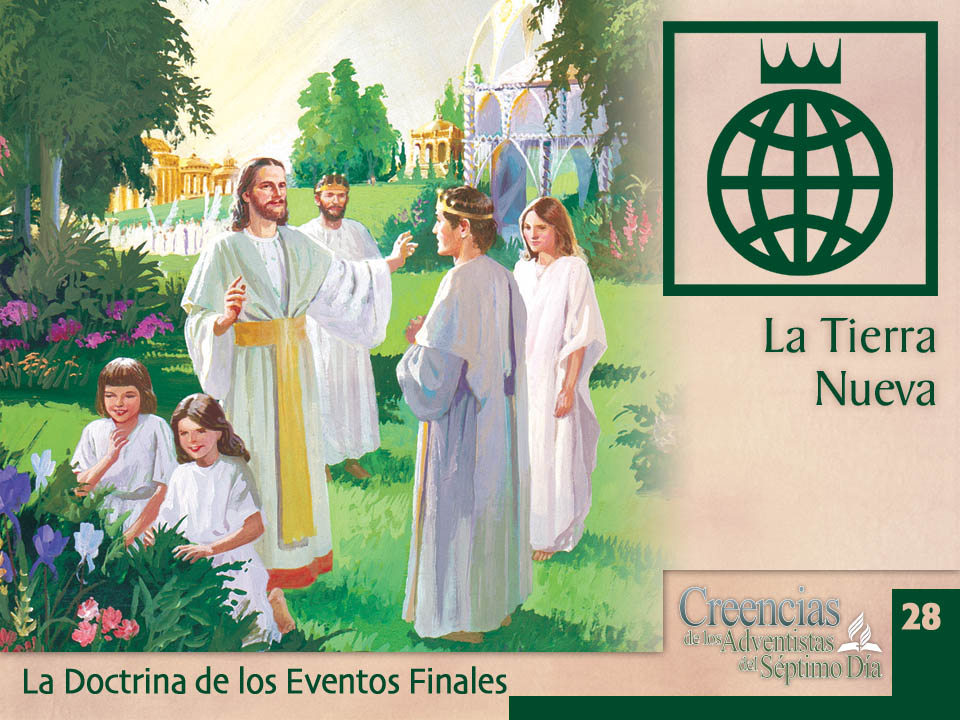 La Tierra
Nueva
Creencias
de los Adventistas
del Séptimo Día
28
La Doctrina de los Eventos Finales